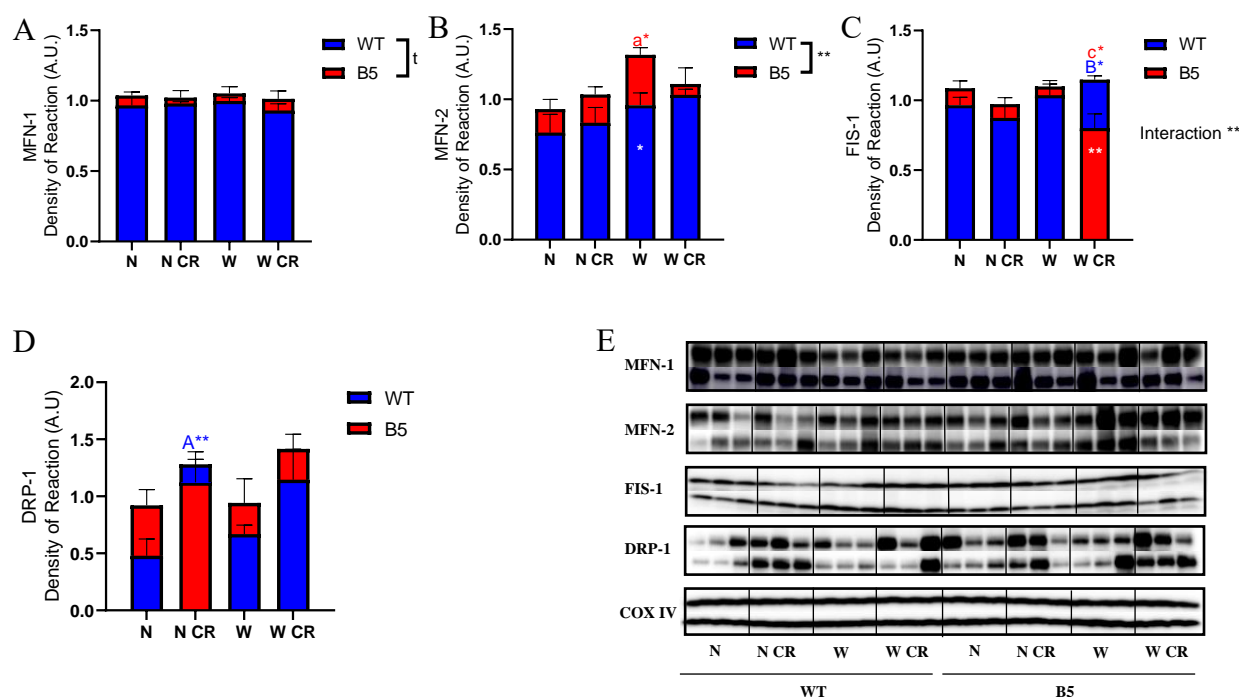 A
MFN-1
Density of Reaction (A.U.)
1.5
1.0
0.5
0.0
N
N CR
W
W CR
WT
B5
t
B
MFN-2
Density of Reaction (A.U.)
1.5
1.0
0.5
0.0
a*
*
N
N CR
W
W CR
WT
B5
**
C
FIS-1
Density of Reaction (A.U)
1.5
1.0
0.5
0.0
c*
B*
**
N
N CR
W
W CR
WT
B5
Interaction **
D
DRP-1
Density of Reaction (A.U)
2.0
1.5
1.0
0.5
0.0
A**
N
N CR
W
W CR
WT
B5
E
MFN-1
MFN-2
FIS-1
DRP-1
COX IV
N N CR W W CR N N CR W W CR
WT B5